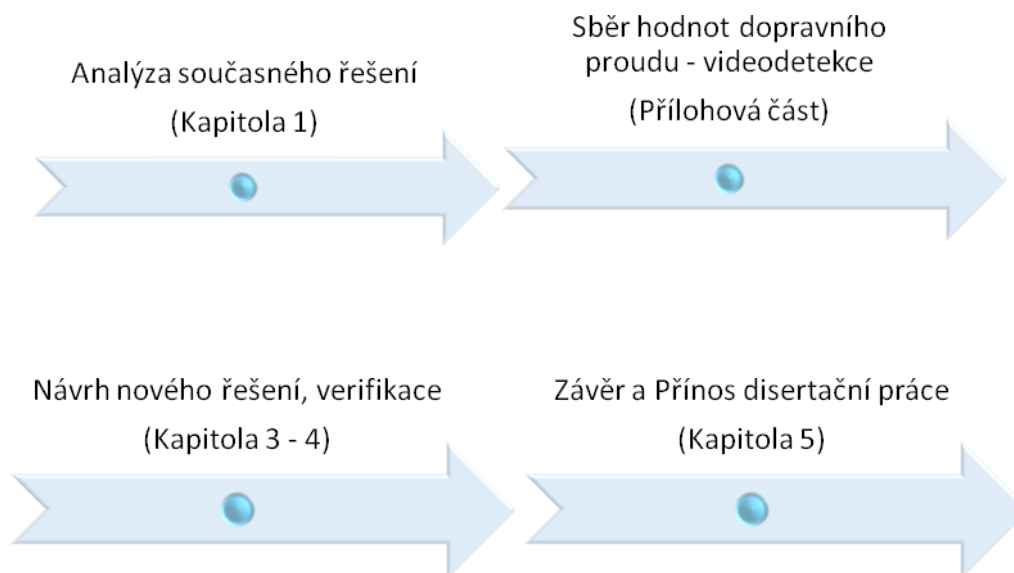 Analýza současného řešení
(Kapitola 1)
Sběr hodnot dopravního
proudu - videodetekce
(Přílohová část)
Návrh nového řešení, verifikace
(Kapitola 3 - 4)
Závěr a Přínos disertační práce
(Kapitola 5)